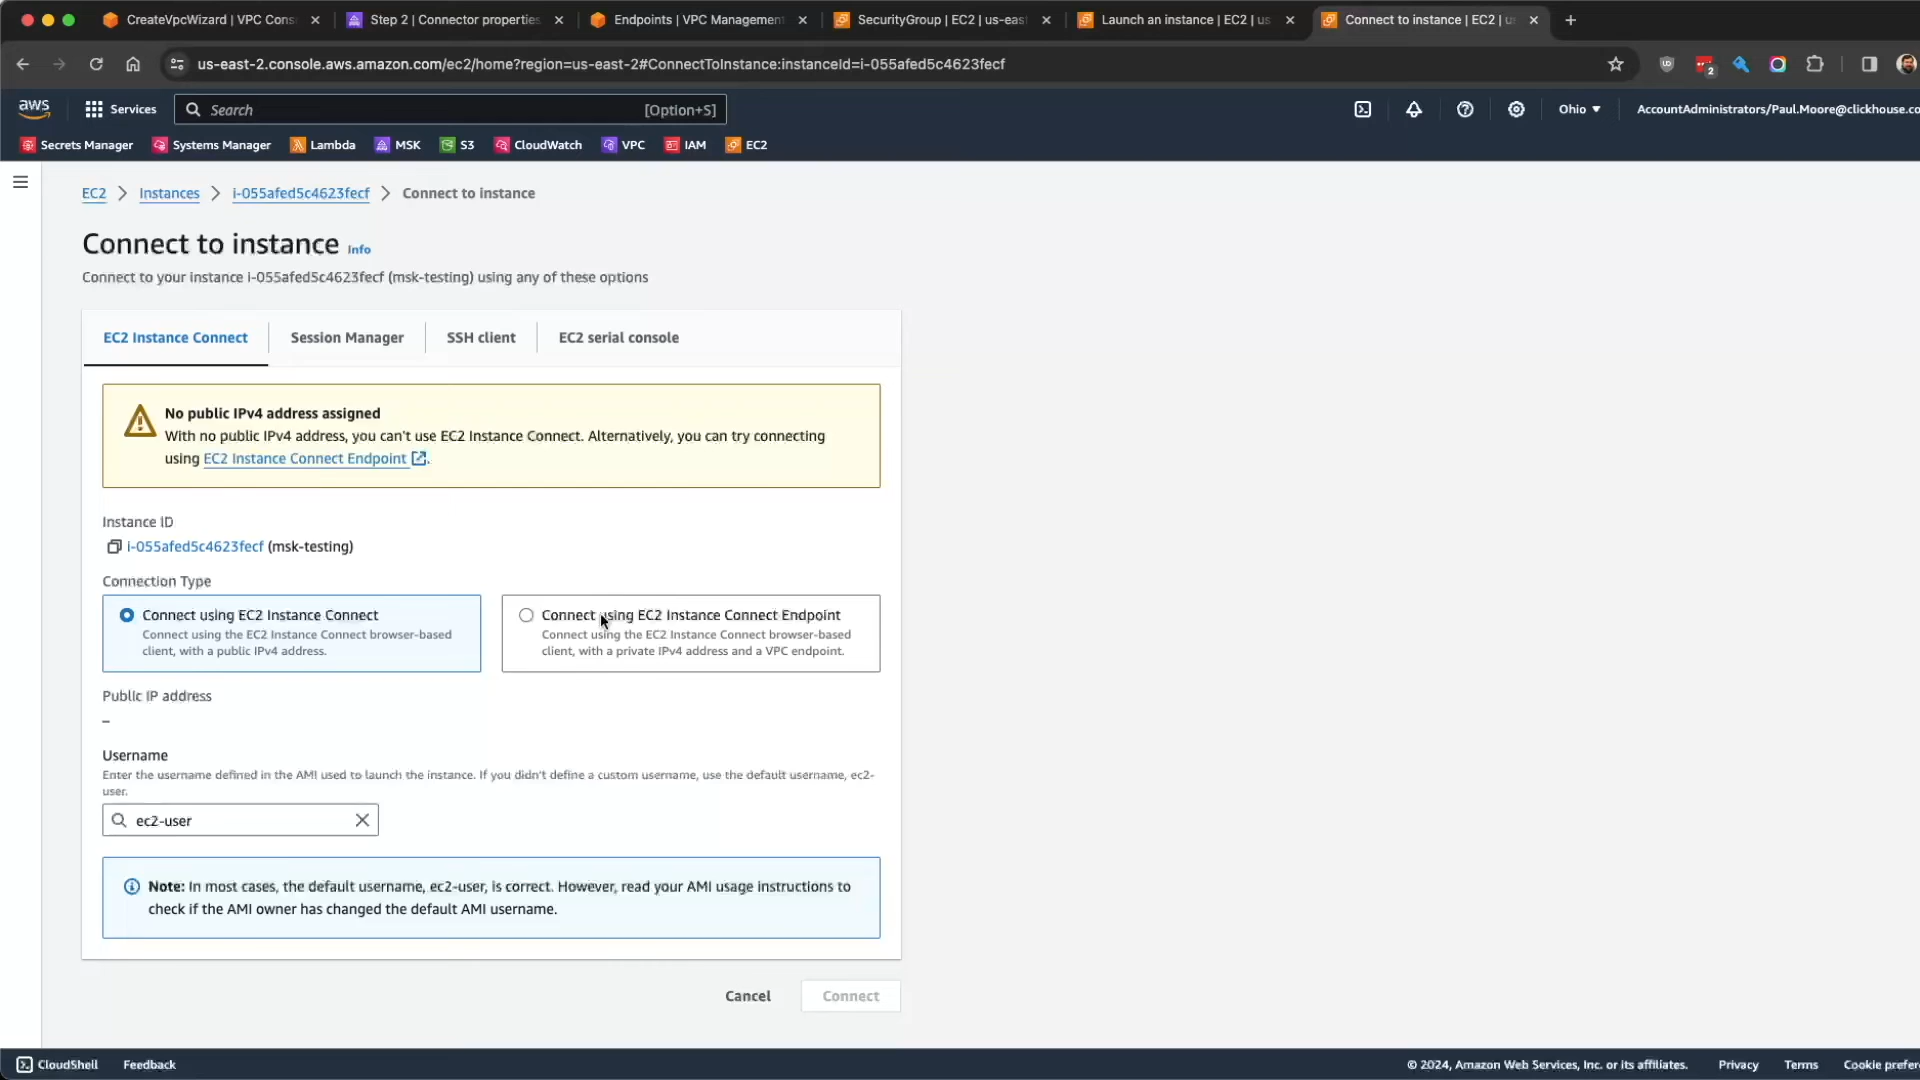 CreateVpcWizard | VPC Cons
Step 2 | Connector properties
Endpoints | VPC Management
SecurityGroup | EC2 | us-east
Launch an instance | EC2 | us
Connect to instance | EC2 | u
us-east-2.console.aws.amazon.com/ec2/home?region=us-east-2#ConnectToInstance:instanceId=i-055afed5c4623fecf
2
aws
Services
Search
[Option+S]
Ohio
AccountAdministrators/Paul.Moore@clickhouse.co
Secrets Manager
Systems Manager
Lambda
MSK
S3
CloudWatch
VPC
IAM
EC2
EC2 > Instances > i-055afed5c4623fecf > Connect to instance
Connect to instance Info
Connect to your instance i-055afed5c4623fecf (msk-testing) using any of these options
EC2 Instance Connect
Session Manager
SSH client
EC2 serial console
No public IPv4 address assigned
With no public IPv4 address, you can't use EC2 Instance Connect. Alternatively, you can try connecting
using EC2 Instance Connect Endpoint.
Instance ID
i-055afed5c4623fecf (msk-testing)
Connection Type
Connect using EC2 Instance Connect
Connect using the EC2 Instance Connect browser-based
client, with a public IPv4 address.
Connect using EC2 Instance Connect Endpoint
Connect using the EC2 Instance Connect browser-based
client, with a private IPv4 address and a VPC endpoint.
Public IP address
–
Username
Enter the username defined in the AMI used to launch the instance. If you didn't define a custom username, use the default username, ec2-
user.
ec2-user
Note: In most cases, the default username, ec2-user, is correct. However, read your AMI usage instructions to
check if the AMI owner has changed the default AMI username.
Cancel
Connect
CloudShell
Feedback
© 2024, Amazon Web Services, Inc. or its affiliates.
Privacy
Terms
Cookie prefer